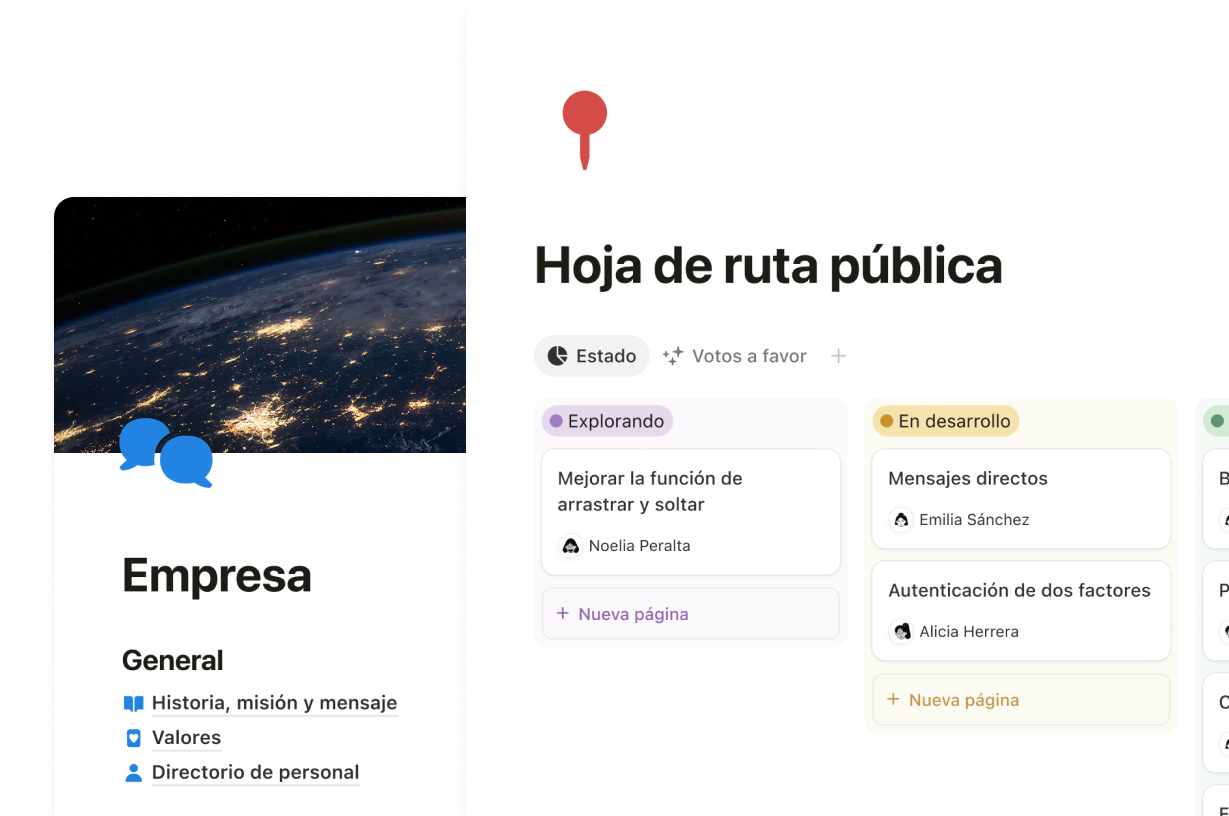 Hoja de ruta pública
Estado
Votos a favor
Explorando
Mejorar la función de
arrastrar y soltar
Noelia Peralta
+ Nueva página
En desarrollo
Mensajes directos
Emilia Sánchez
Autenticación de dos factores
Alicia Herrera
+ Nueva página
Empresa
General
Historia, misión y mensaje
Valores
Directorio de personal